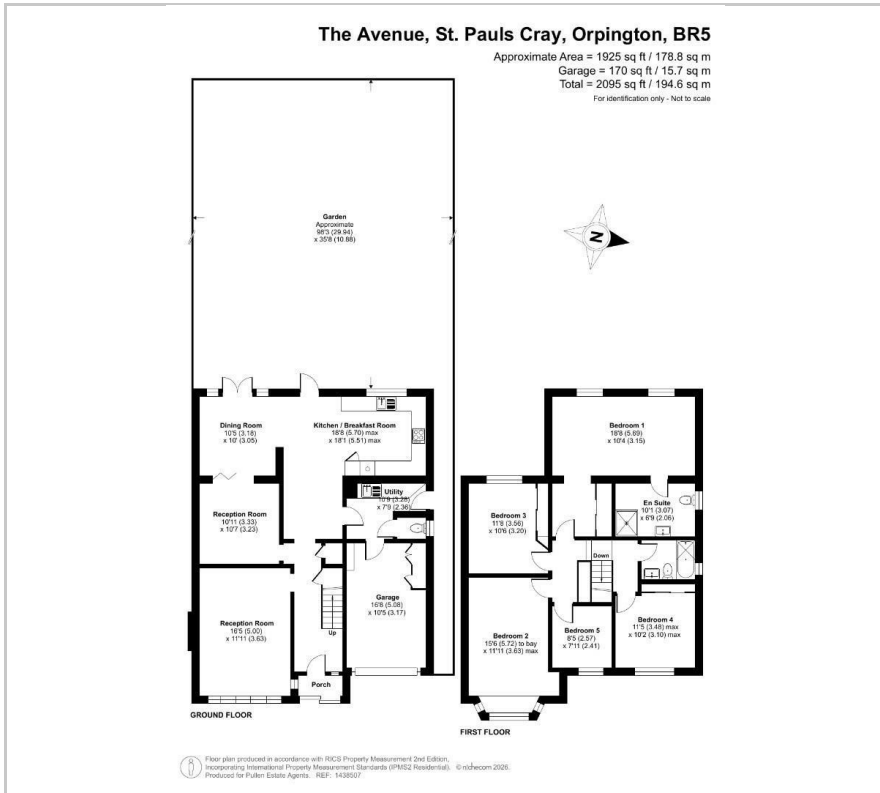 The Avenue, St. Pauls Cray, Orpington, BR5
Approximate Area = 1925 sq ft / 178.8 sq m
Garage = 170 sq ft / 15.7 sq m
Total = 2095 sq ft / 194.6 sq m
For identification only - Not to scale
Garden
Approximate
98'3 (29.94)
x 35'8 (10.88)
N
Dining Room
10'5 (3.18)
x 10' (3.05)
Kitchen / Breakfast Room
18'8 (5.70) max
x 18'1 (5.51) max
Utility
10'9 (3.28)
x 7'9 (2.36)
Reception Room
10'11 (3.33)
x 10'7 (3.23)
Garage
16'8 (5.08)
x 10'5 (3.17)
Reception Room
16'5 (5.00)
x 11'11 (3.63)
Up
Porch
GROUND FLOOR
Bedroom 1
18'8 (5.69)
x 10'4 (3.15)
En Suite
10'1 (3.07)
x 6'9 (2.06)
Bedroom 3
11'8 (3.56)
x 10'6 (3.20)
Down
Bedroom 4
11'5 (3.48) max
x 10'2 (3.10) max
Bedroom 5
8'5 (2.57)
x 7'11 (2.41)
Bedroom 2
15'6 (5.72) to bay
x 11'11 (3.63) max
FIRST FLOOR
Floor plan produced in accordance with RICS Property Measurement 2nd Edition,
Incorporating International Property Measurement Standards (IPMS2 Residential). © nichecom 2026.
Produced for Pullen Estate Agents. REF: 1438507